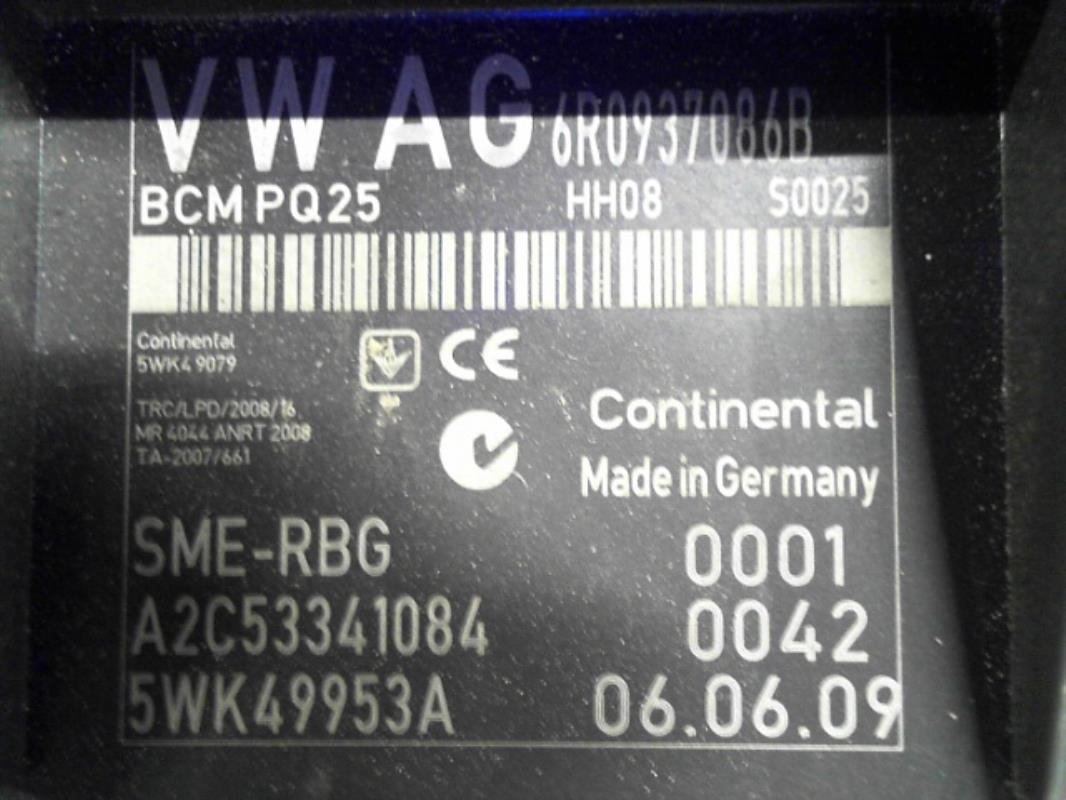 VW AG 6R0937086B
BCM PQ25 HH08 S0025
Continental
5WK4 9079
CE
TRC/LPD/2008/16
MR 4044 ANRT 2008
TA-2007/661
Continental
Made in Germany
SME-RBG 0001
A2C53341084 0042
5WK49953A 06.06.09